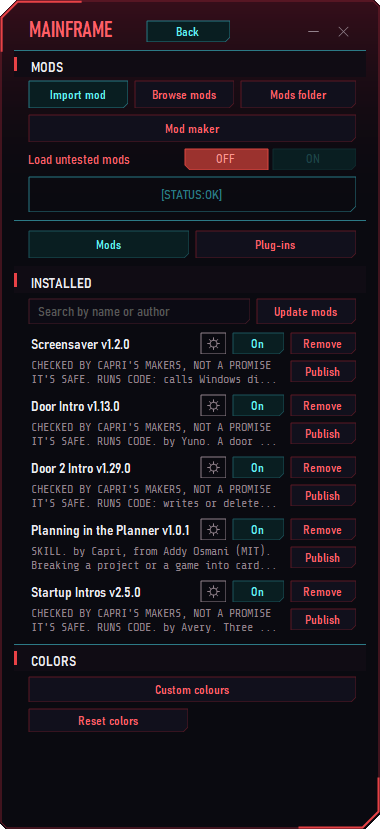 MAINFRAME
Back
MODS
Import mod
Browse mods
Mods folder
Mod maker
Load untested mods
OFF
ON
[STATUS:OK]
Mods
Plug-ins
INSTALLED
Search by name or author
Update mods
Screensaver v1.2.0
On
Remove
CHECKED BY CAPRI'S MAKERS, NOT A PROMISE
IT'S SAFE. RUNS CODE: calls Windows di...
Publish
Door Intro v1.13.0
On
Remove
CHECKED BY CAPRI'S MAKERS, NOT A PROMISE
IT'S SAFE. RUNS CODE. by Yuno. A door ...
Publish
Door 2 Intro v1.29.0
On
Remove
CHECKED BY CAPRI'S MAKERS, NOT A PROMISE
IT'S SAFE. RUNS CODE: writes or delete...
Publish
Planning in the Planner v1.0.1
On
Remove
SKILL. by Capri, from Addy Osmani (MIT).
Breaking a project or a game into card...
Publish
Startup Intros v2.5.0
On
Remove
CHECKED BY CAPRI'S MAKERS, NOT A PROMISE
IT'S SAFE. RUNS CODE. by Avery. Three ...
Publish
COLORS
Custom colours
Reset colors